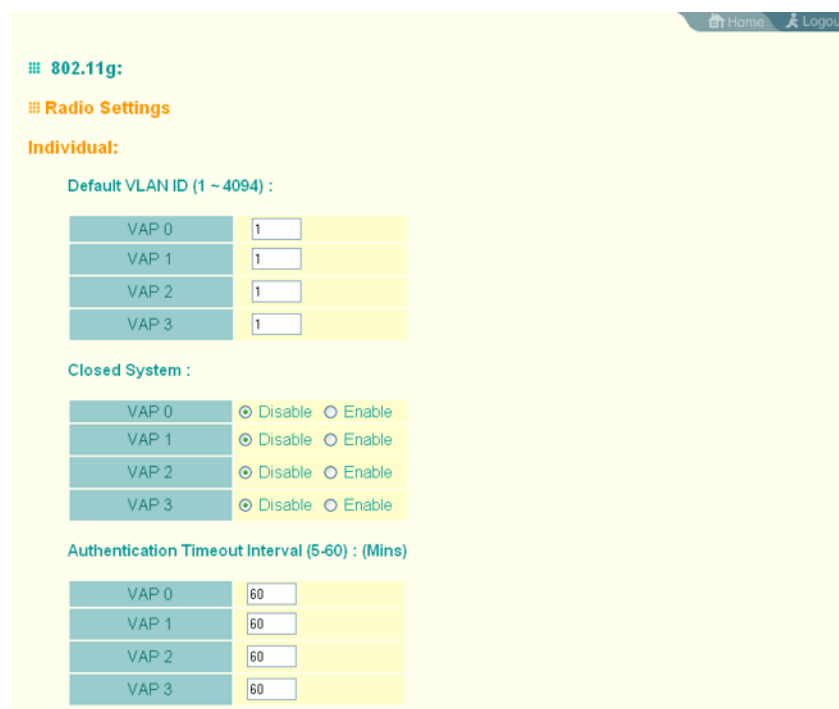 Home Logou
802.11g:
Radio Settings
Individual:
Default VLAN ID (1 ~ 4094) :
VAP 0 1
VAP 1 1
VAP 2 1
VAP 3 1
Closed System :
VAP 0 Disable Enable
VAP 1 Disable Enable
VAP 2 Disable Enable
VAP 3 Disable Enable
Authentication Timeout Interval (5-60) : (Mins)
VAP 0 60
VAP 1 60
VAP 2 60
VAP 3 60